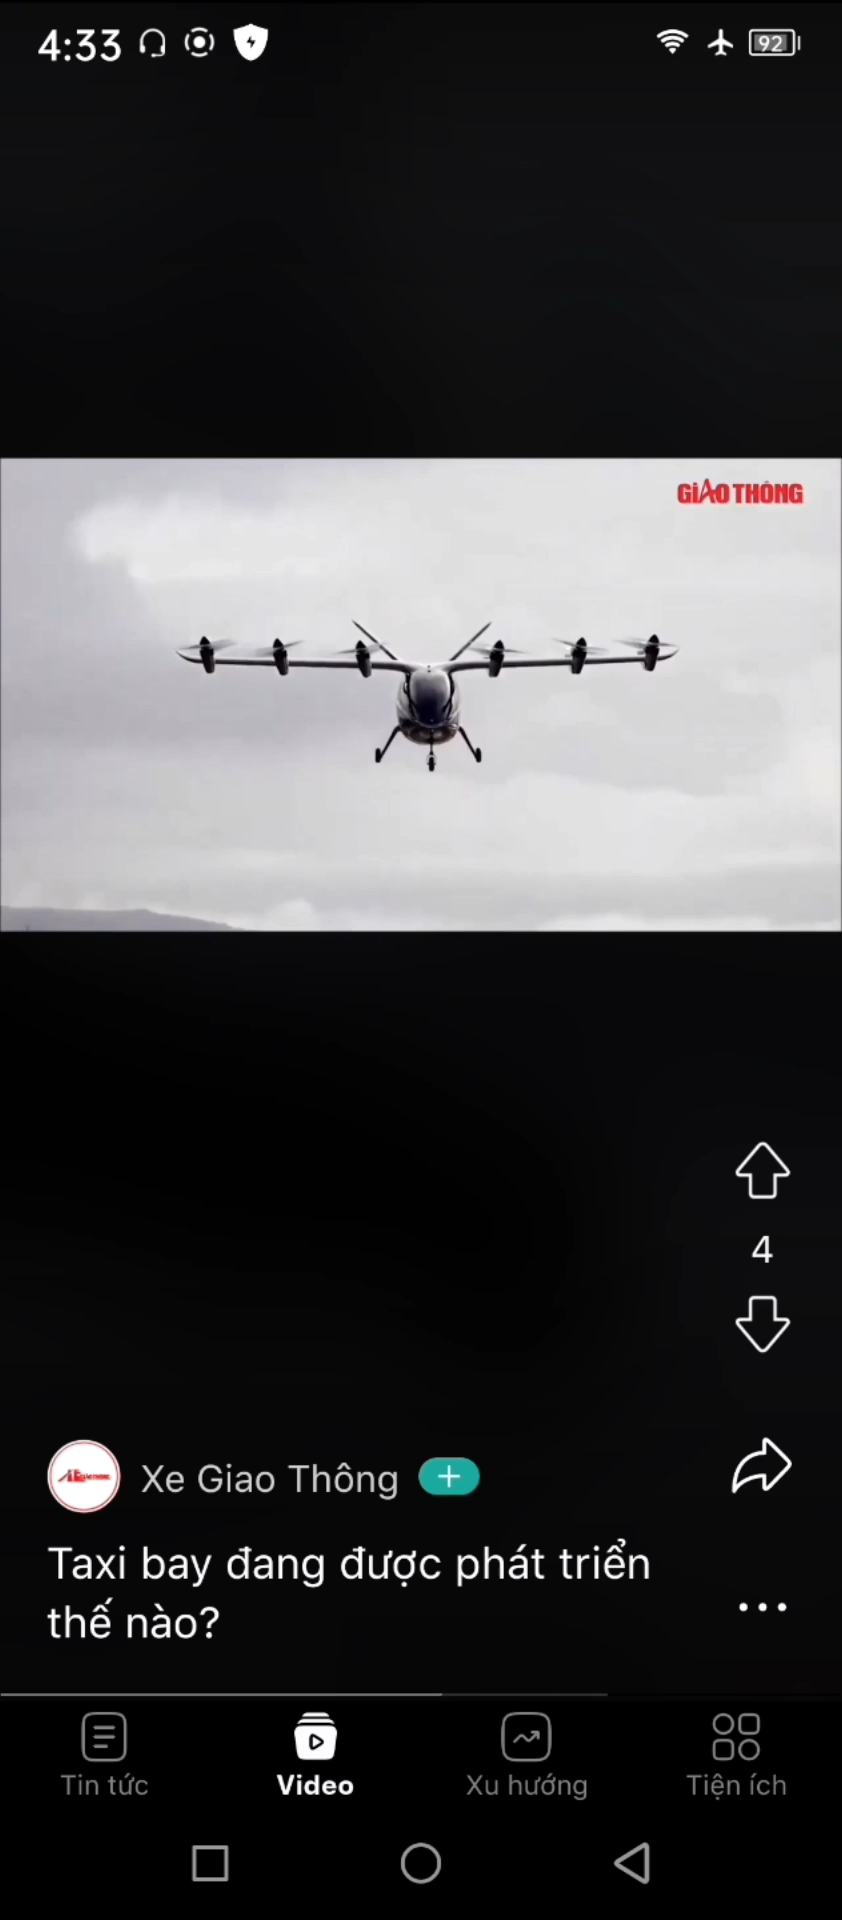 4:33
92
GIAO THÔNG
4
Xe Giao Thông
Taxi bay đang được phát triển
thế nào?
Tin tức
Video
Xu hướng
Tiện ích